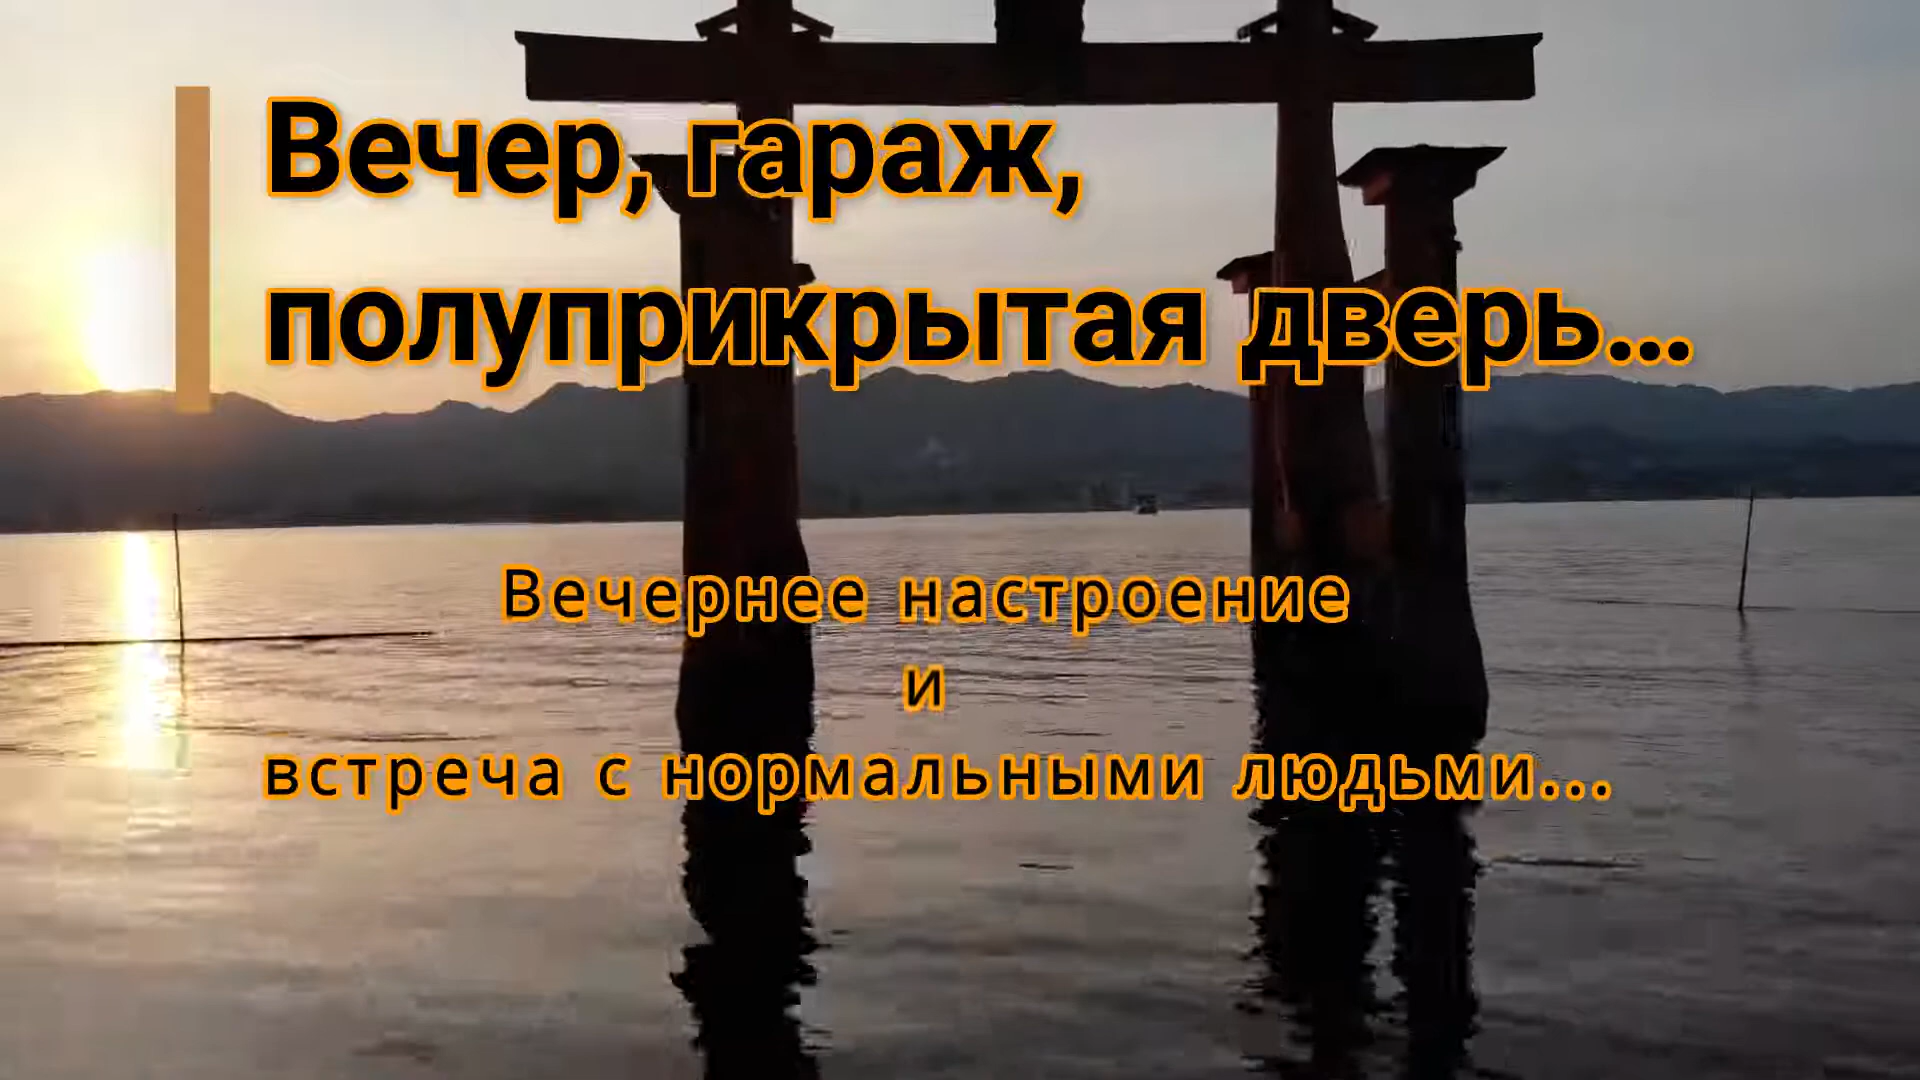 Вечер, гараж,
полуприкрытая дверь...
Вечернее настроение
и
встреча с нормальными людьми...